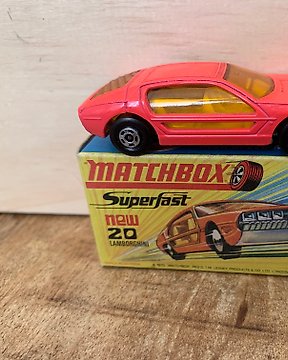 MATCHBOX
Superfast
new
20
LAMBORGHINI